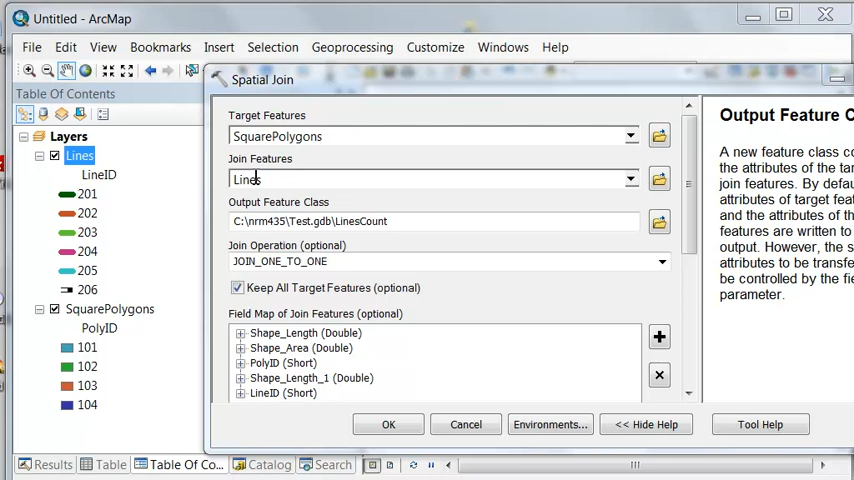 Untitled - ArcMap
File Edit View Bookmarks Insert Selection Geoprocessing Customize Windows Help
Table Of Contents
Layers
Lines
LineID
201
202
203
204
205
206
SquarePolygons
PolyID
101
102
103
104
Spatial Join
Target Features
SquarePolygons
Join Features
Lines
Output Feature Class
C:\nrm435\Test.gdb\LinesCount
Join Operation (optional)
JOIN_ONE_TO_ONE
Keep All Target Features (optional)
Field Map of Join Features (optional)
Shape_Length (Double)
Shape_Area (Double)
PolyID (Short)
Shape_Length_1 (Double)
LineID (Short)
OK Cancel Environments... << Hide Help Tool Help
Output Feature C
A new feature class co
the attributes of the ta
join features. By defau
attributes of target feat
and the attributes of th
features are written to
output. However, the s
attributes to be transfe
be controlled by the fie
parameter.
Results Table Table Of Co... Catalog Search